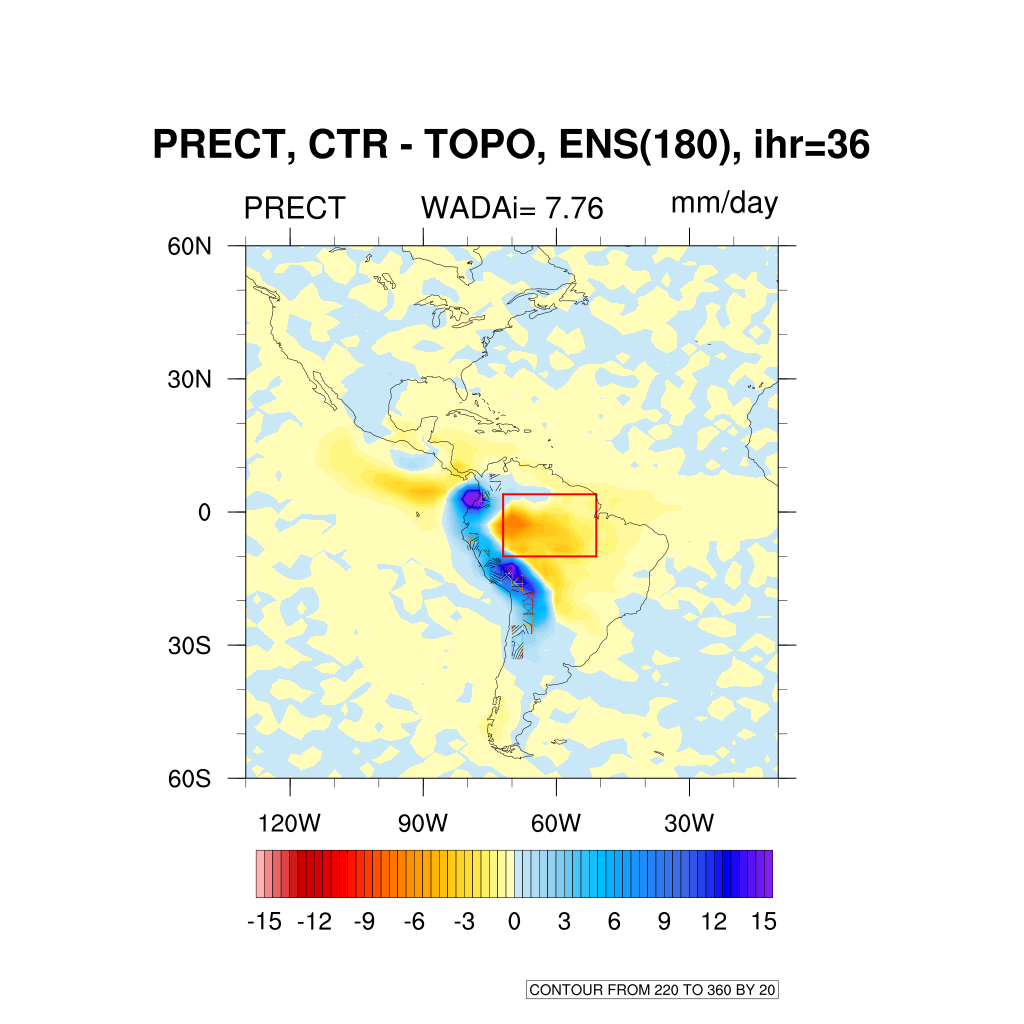 PRECT, CTR - TOPO, ENS(180), ihr=36
PRECT WADAi= 7.76 mm/day
60N
30N
0
30S
60S
120W 90W 60W 30W
-15 -12 -9 -6 -3 0 3 6 9 12 15
CONTOUR FROM 220 TO 360 BY 20